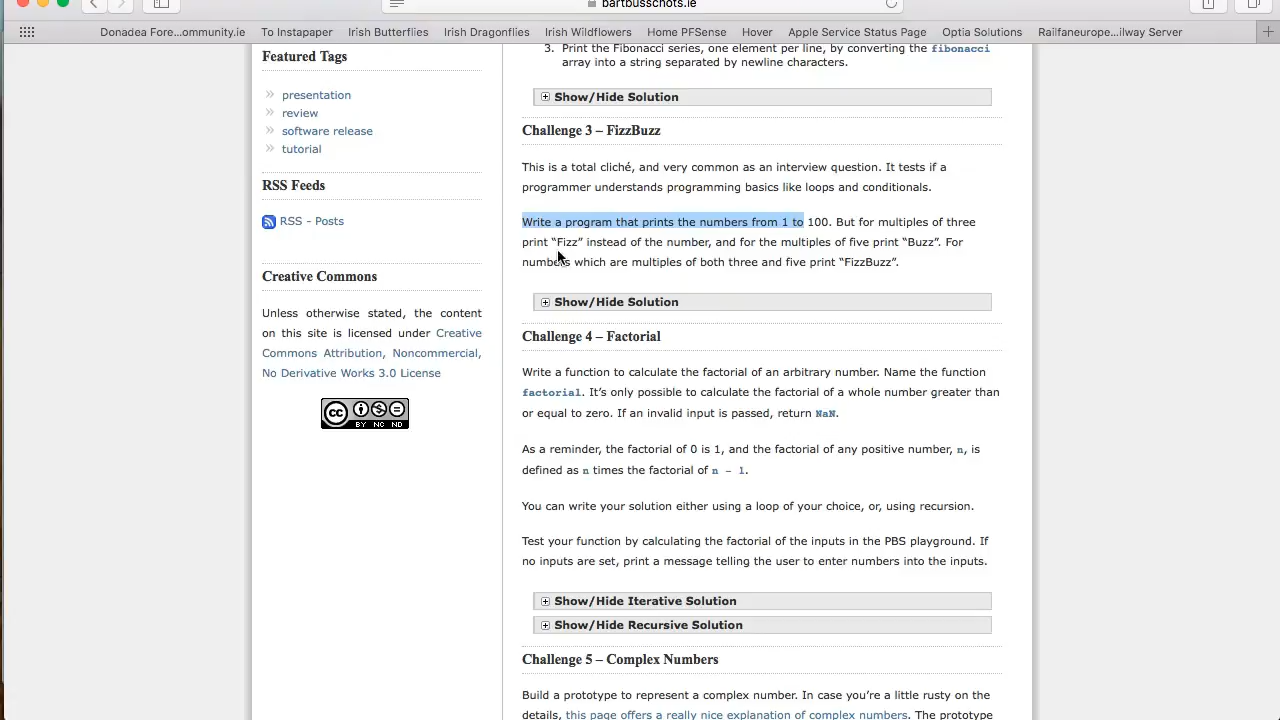 bartbusschots.ie
Donadea Fore...ommunity.ie To Instapaper Irish Butterflies Irish Dragonflies Irish Wildflowers Home PFSense Hover Apple Service Status Page Optia Solutions Railfaneurope...ilway Server
Featured Tags
presentation
review
software release
tutorial
RSS Feeds
RSS - Posts
Creative Commons
Unless otherwise stated, the content
on this site is licensed under Creative
Commons Attribution, Noncommercial,
No Derivative Works 3.0 License
cc
BY NC ND
3. Print the Fibonacci series, one element per line, by converting the fibonacci
array into a string separated by newline characters.
Show/Hide Solution
Challenge 3 – FizzBuzz
This is a total cliché, and very common as an interview question. It tests if a
programmer understands programming basics like loops and conditionals.
Write a program that prints the numbers from 1 to 100. But for multiples of three
print “Fizz” instead of the number, and for the multiples of five print “Buzz”. For
numbers which are multiples of both three and five print “FizzBuzz”.
Show/Hide Solution
Challenge 4 – Factorial
Write a function to calculate the factorial of an arbitrary number. Name the function
factorial. It’s only possible to calculate the factorial of a whole number greater than
or equal to zero. If an invalid input is passed, return NaN.
As a reminder, the factorial of 0 is 1, and the factorial of any positive number, n, is
defined as n times the factorial of n - 1.
You can write your solution either using a loop of your choice, or, using recursion.
Test your function by calculating the factorial of the inputs in the PBS playground. If
no inputs are set, print a message telling the user to enter numbers into the inputs.
Show/Hide Iterative Solution
Show/Hide Recursive Solution
Challenge 5 – Complex Numbers
Build a prototype to represent a complex number. In case you’re a little rusty on the
details, this page offers a really nice explanation of complex numbers. The prototype